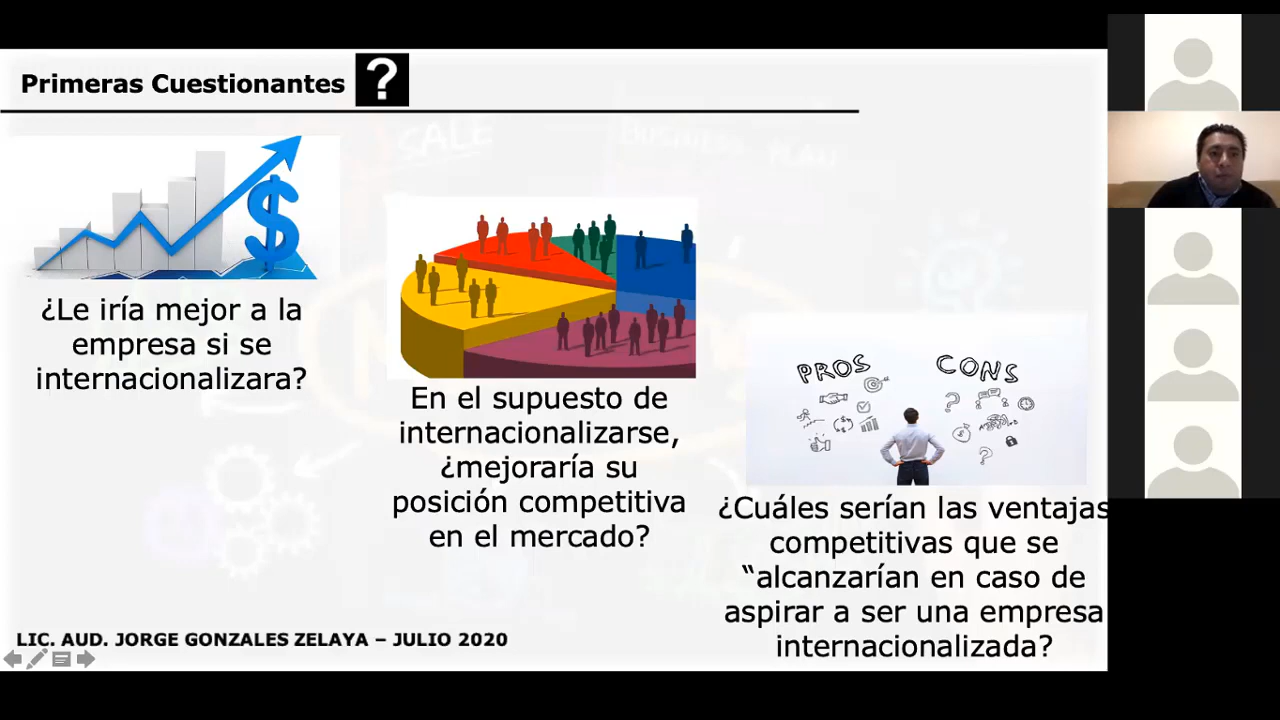 Primeras Cuestionantes ?
SALE
¿Le iría mejor a la
empresa si se
internacionalizara?
En el supuesto de
internacionalizarse,
¿mejoraría su
posición competitiva
en el mercado?
PROS CONS
¿Cuáles serían las ventajas
competitivas que se
“alcanzarían en caso de
aspirar a ser una empresa
internacionalizada?
LIC. AUD. JORGE GONZALES ZELAYA – JULIO 2020